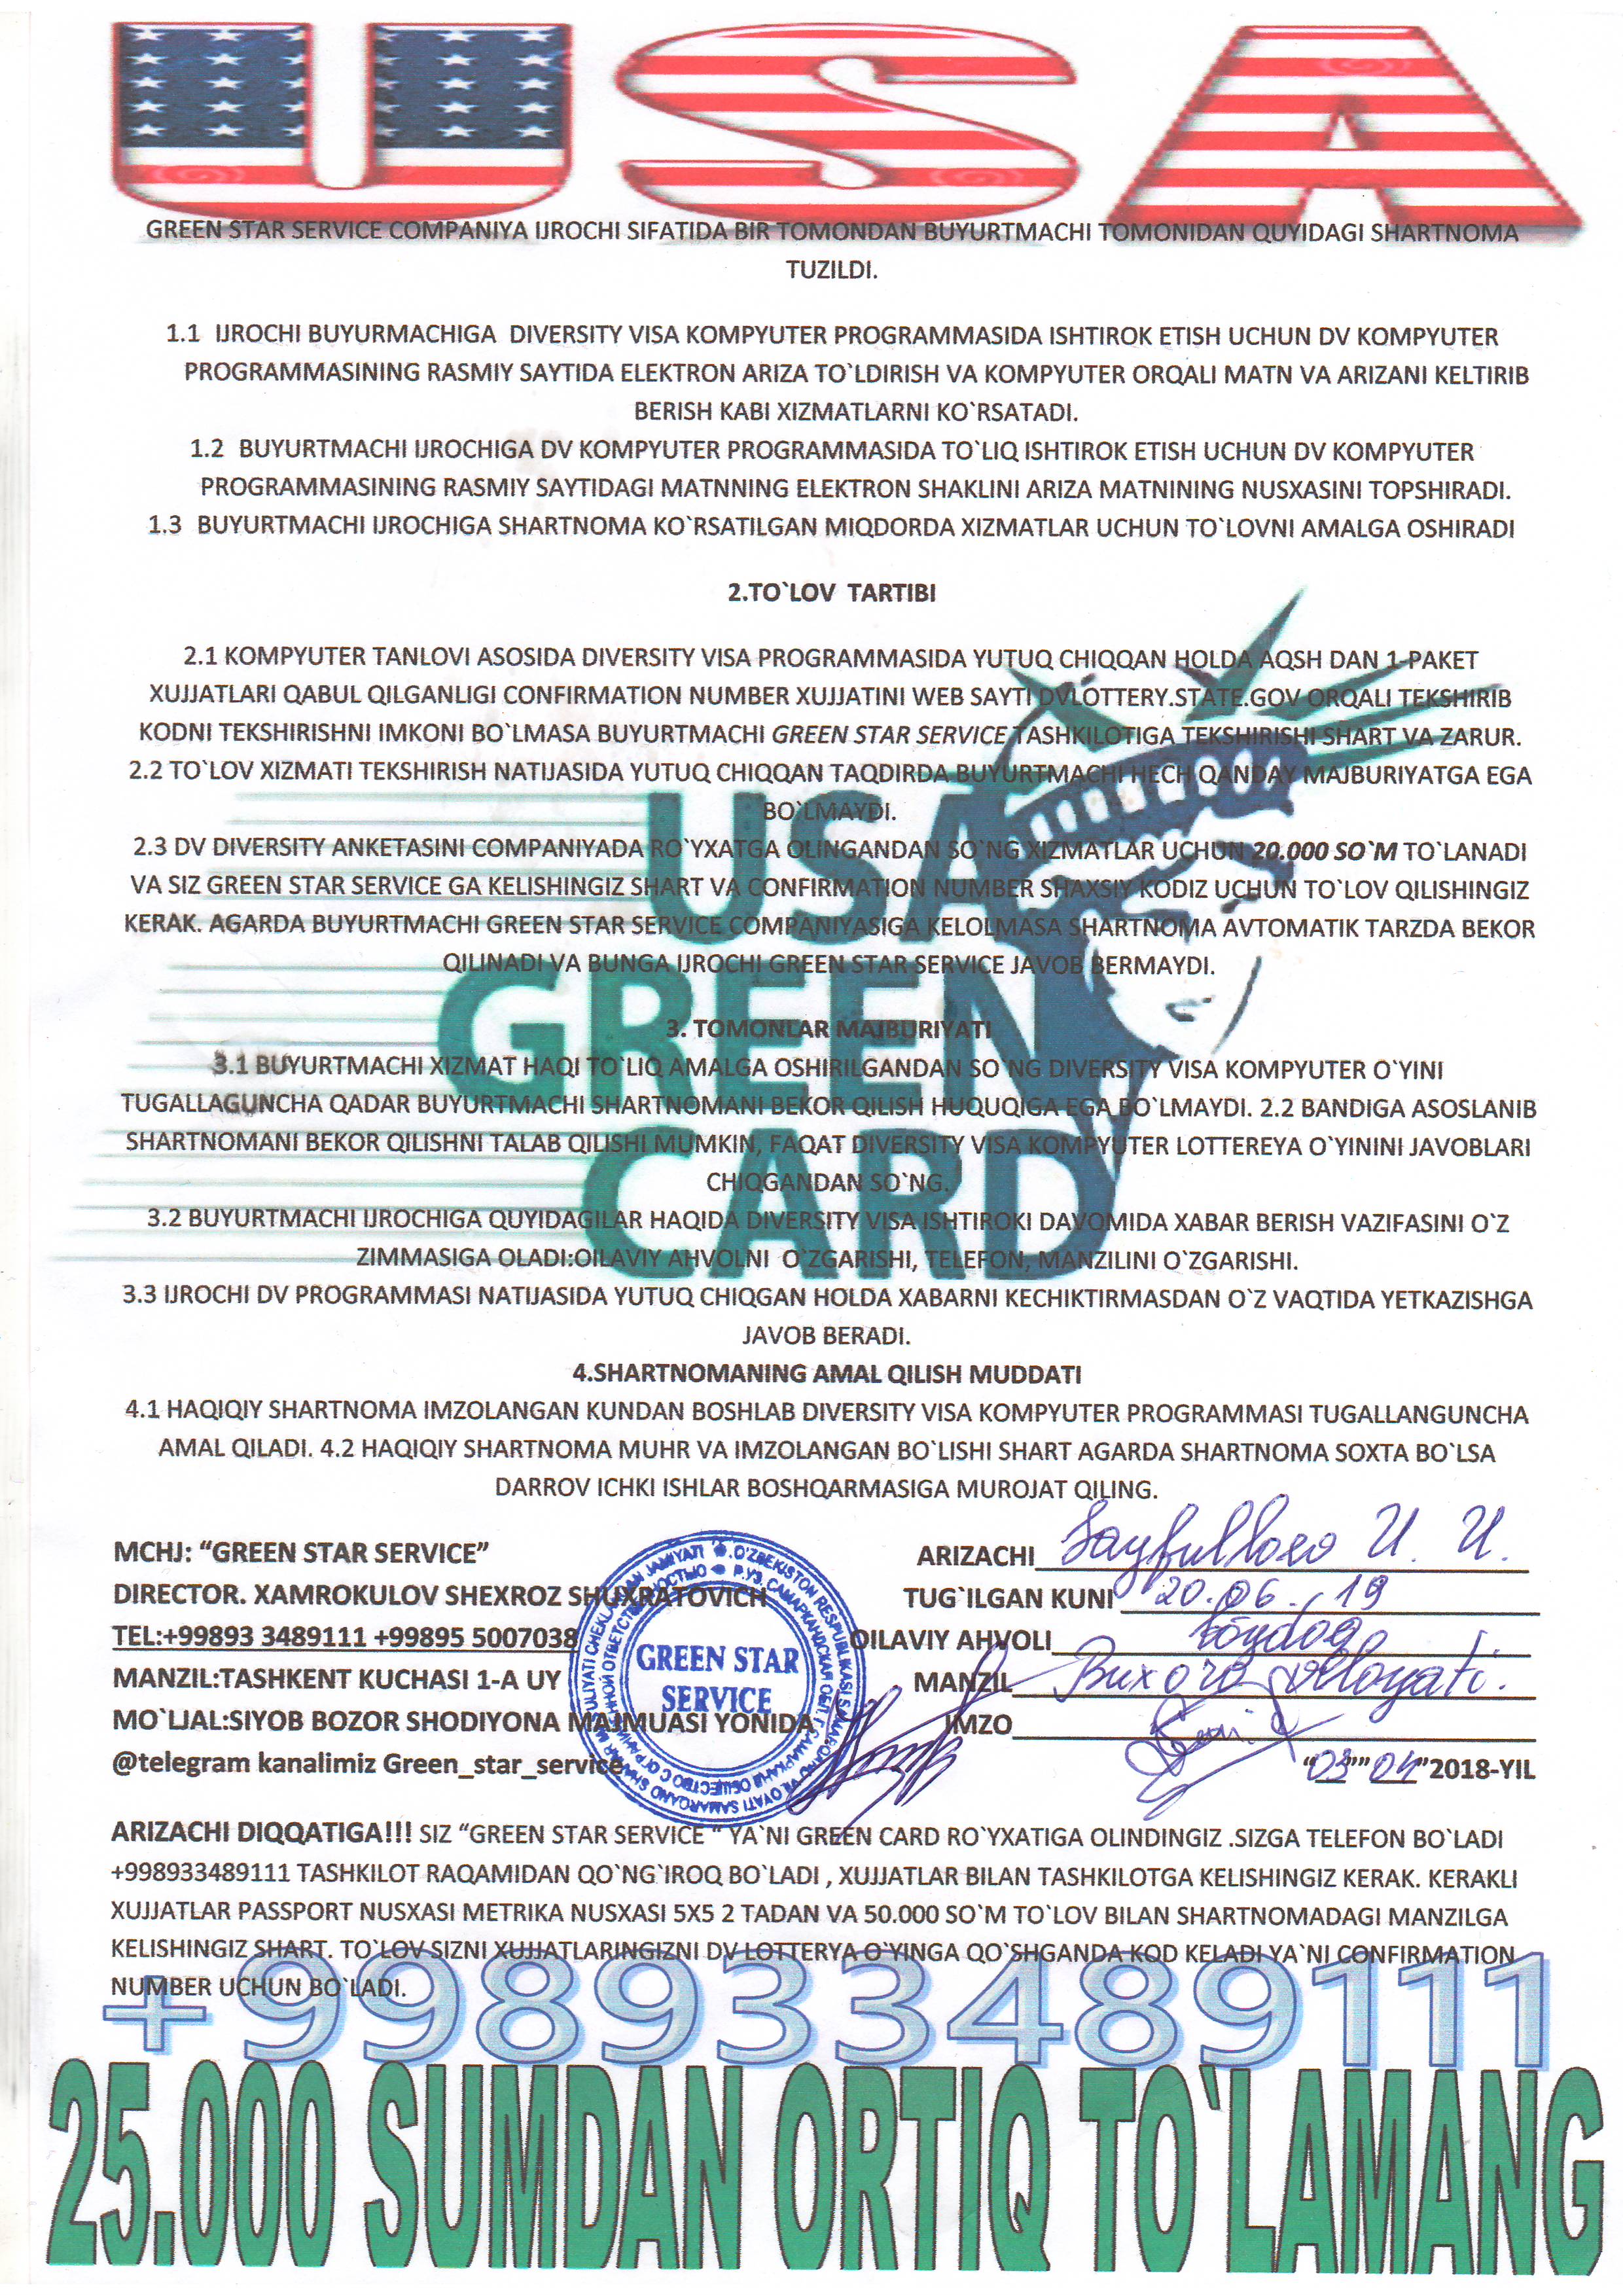 USA
GREEN STAR SERVICE COMPANIYA IJROCHI SIFATIDA BIR TOMONDAN BUYURTMACHI TOMONIDAN QUYIDAGI SHARTNOMA
TUZILDI.
1.1 IJROCHI BUYURMACHIGA DIVERSITY VISA KOMPYUTER PROGRAMMASIDA ISHTIROK ETISH UCHUN DV KOMPYUTER
PROGRAMMASINING RASMIY SAYTIDA ELEKTRON ARIZA TO`LDIRISH VA KOMPYUTER ORQALI MATN VA ARIZANI KELTIRIB
BERISH KABI XIZMATLARNI KO`RSATADI.
1.2 BUYURTMACHI IJROCHIGA DV KOMPYUTER PROGRAMMASIDA TO`LIQ ISHTIROK ETISH UCHUN DV KOMPYUTER
PROGRAMMASINING RASMIY SAYTIDAGI MATNNING ELEKTRON SHAKLINI ARIZA MATNINING NUSXASINI TOPSHIRADI.
1.3 BUYURTMACHI IJROCHIGA SHARTNOMA KO`RSATILGAN MIQDORDA XIZMATLAR UCHUN TO`LOVNI AMALGA OSHIRADI
2.TO`LOV TARTIBI
2.1 KOMPYUTER TANLOVI ASOSIDA DIVERSITY VISA PROGRAMMASIDA YUTUQ CHIQQAN HOLDA AQSH DAN 1-PAKET
XUJJATLARI QABUL QILGANLIGI CONFIRMATION NUMBER XUJJATINI WEB SAYTI DVLOTTERY.STATE.GOV ORQALI TEKSHIRIB
KODNI TEKSHIRISHNI IMKONI BO`LMASA BUYURTMACHI GREEN STAR SERVICE TASHKILOTIGA TEKSHIRISHI SHART VA ZARUR.
2.2 TO`LOV XIZMATI TEKSHIRISH NATIJASIDA YUTUQ CHIQQAN TAQDIRDA BUYURTMACHI HECH QANDAY MAJBURIYATGA EGA
BO`LMAYDI.
2.3 DV DIVERSITY ANKETASINI COMPANIYADA RO`YXATGA OLINGANDAN SO`NG XIZMATLAR UCHUN 20.000 SO`M TO`LANADI
VA SIZ GREEN STAR SERVICE GA KELISHINGIZ SHART VA CONFIRMATION NUMBER SHAXSIY KODIZ UCHUN TO`LOV QILISHINGIZ
KERAK. AGARDA BUYURTMACHI GREEN STAR SERVICE COMPANIYASIGA KELOLMASA SHARTNOMA AVTOMATIK TARZDA BEKOR
QILINADI VA BUNGA IJROCHI GREEN STAR SERVICE JAVOB BERMAYDI.
USA
GREEN
CARD
3. TOMONLAR MAJBURIYATI
3.1 BUYURTMACHI XIZMAT HAQI TO`LIQ AMALGA OSHIRILGANDAN SO`NG DIVERSITY VISA KOMPYUTER O`YINI
TUGALLAGUNCHA QADAR BUYURTMACHI SHARTNOMANI BEKOR QILISH HUQUQIGA EGA BO`LMAYDI. 2.2 BANDIGA ASOSLANIB
SHARTNOMANI BEKOR QILISHNI TALAB QILISHI MUMKIN, FAQAT DIVERSITY VISA KOMPYUTER LOTTEREYA O`YININI JAVOBLARI
CHIQGANDAN SO`NG.
3.2 BUYURTMACHI IJROCHIGA QUYIDAGILAR HAQIDA DIVERSITY VISA ISHTIROKI DAVOMIDA XABAR BERISH VAZIFASINI O`Z
ZIMMASIGA OLADI:OILAVIY AHVOLNI O`ZGARISHI, TELEFON, MANZILINI O`ZGARISHI.
3.3 IJROCHI DV PROGRAMMASI NATIJASIDA YUTUQ CHIQGAN HOLDA XABARNI KECHIKTIRMASDAN O`Z VAQTIDA YETKAZISHGA
JAVOB BERADI.
4.SHARTNOMANING AMAL QILISH MUDDATI
4.1 HAQIQIY SHARTNOMA IMZOLANGAN KUNDAN BOSHLAB DIVERSITY VISA KOMPYUTER PROGRAMMASI TUGALLANGUNCHA
AMAL QILADI. 4.2 HAQIQIY SHARTNOMA MUHR VA IMZOLANGAN BO`LISHI SHART AGARDA SHARTNOMA SOXTA BO`LSA
DARROV ICHKI ISHLAR BOSHQARMASIGA MUROJAT QILING.
MCHJ: “GREEN STAR SERVICE”
DIRECTOR. XAMROKULOV SHEXROZ SHUXRATOVICH
TEL:+99893 3489111 +99895 5007038
MANZIL:TASHKENT KUCHASI 1-A UY
MO`LJAL:SIYOB BOZOR SHODIYONA MAJMUASI YONIDA
@telegram kanalimiz Green_star_service
GREEN STAR
SERVICE
ARIZACHI Sayfulloev U. U.
TUG`ILGAN KUNI 20.06.19
OILAVIY AHVOLI
MANZIL Buxoro viloyati.
IMZO
“03””04”2018-YIL
ARIZACHI DIQQATIGA!!! SIZ “GREEN STAR SERVICE “ YA`NI GREEN CARD RO`YXATIGA OLINDINGIZ .SIZGA TELEFON BO`LADI
+998933489111 TASHKILOT RAQAMIDAN QO`NG`IROQ BO`LADI , XUJJATLAR BILAN TASHKILOTGA KELISHINGIZ KERAK. KERAKLI
XUJJATLAR PASSPORT NUSXASI METRIKA NUSXASI 5X5 2 TADAN VA 50.000 SO`M TO`LOV BILAN SHARTNOMADAGI MANZILGA
KELISHINGIZ SHART. TO`LOV SIZNI XUJJATLARINGIZNI DV LOTTERYA O`YINGA QO`SHGANDA KOD KELADI YA`NI CONFIRMATION
NUMBER UCHUN BO`LADI.
+998933489111
25.000 SUMDAN ORTIQ TO`LAMANG